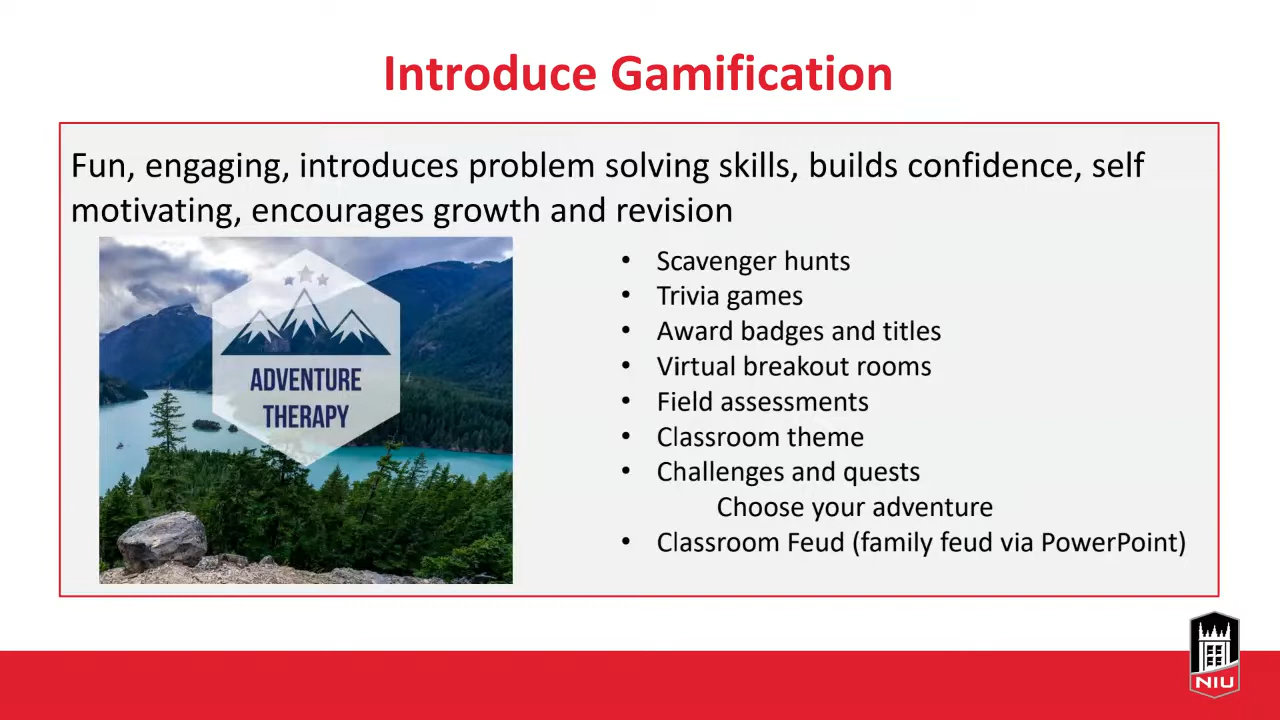 Introduce Gamification
Fun, engaging, introduces problem solving skills, builds confidence, self
motivating, encourages growth and revision
ADVENTURE
THERAPY
• Scavenger hunts
• Trivia games
• Award badges and titles
• Virtual breakout rooms
• Field assessments
• Classroom theme
• Challenges and quests
Choose your adventure
• Classroom Feud (family feud via PowerPoint)
NIU